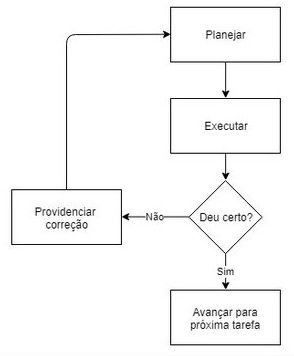 Planejar
Executar
Deu certo?
Não
Providenciar
correção
Sim
Avançar para
próxima tarefa